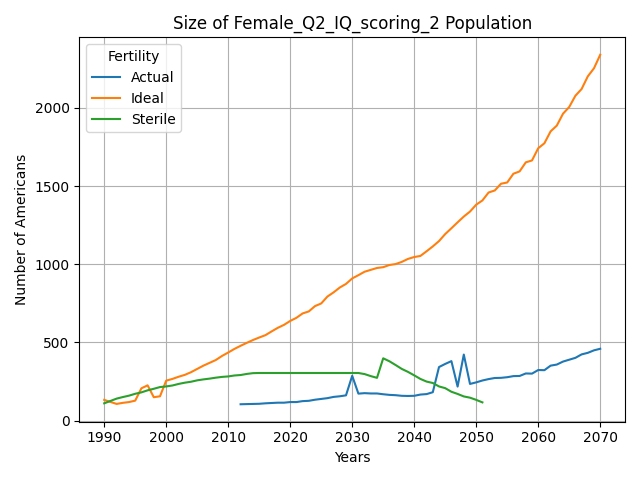 Size of Female_Q2_IQ_scoring_2 Population
Fertility
Actual
Ideal
Sterile
Number of Americans
2000
1500
1000
500
0
1990 2000 2010 2020 2030 2040 2050 2060 2070
Years